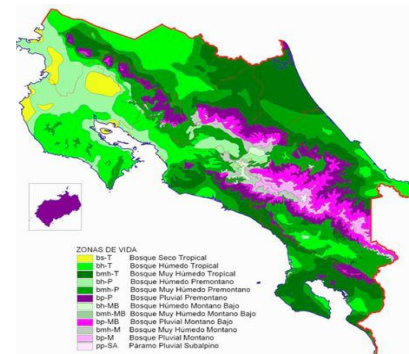 ZONAS DE VIDA
bs-T Bosque Seco Tropical
bh-T Bosque Húmedo Tropical
bmh-T Bosque Muy Húmedo Tropical
bh-P Bosque Húmedo Premontano
bmh-P Bosque Muy Húmedo Premontano
bp-P Bosque Pluvial Premontano
bh-MB Bosque Húmedo Montano Bajo
bmh-MB Bosque Muy Húmedo Montano Bajo
bp-MB Bosque Pluvial Montano Bajo
bmh-M Bosque Muy Húmedo Montano
bp-M Bosque Pluvial Montano
pp-SA Páramo Pluvial Subalpino